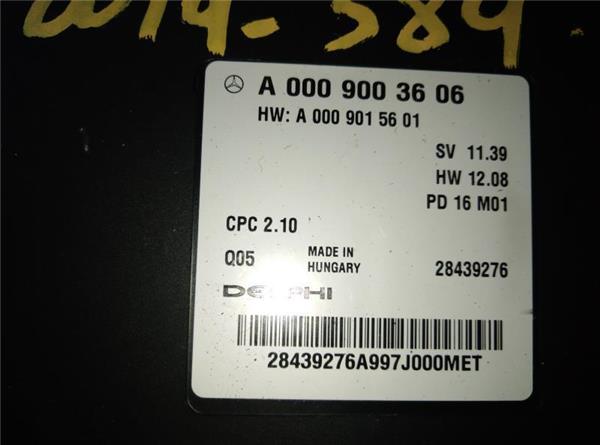 A 000 900 36 06
HW: A 000 901 56 01
SV 11.39
HW 12.08
PD 16 M01
CPC 2.10
Q05 MADE IN HUNGARY 28439276
DELPHI
28439276A997J000MET